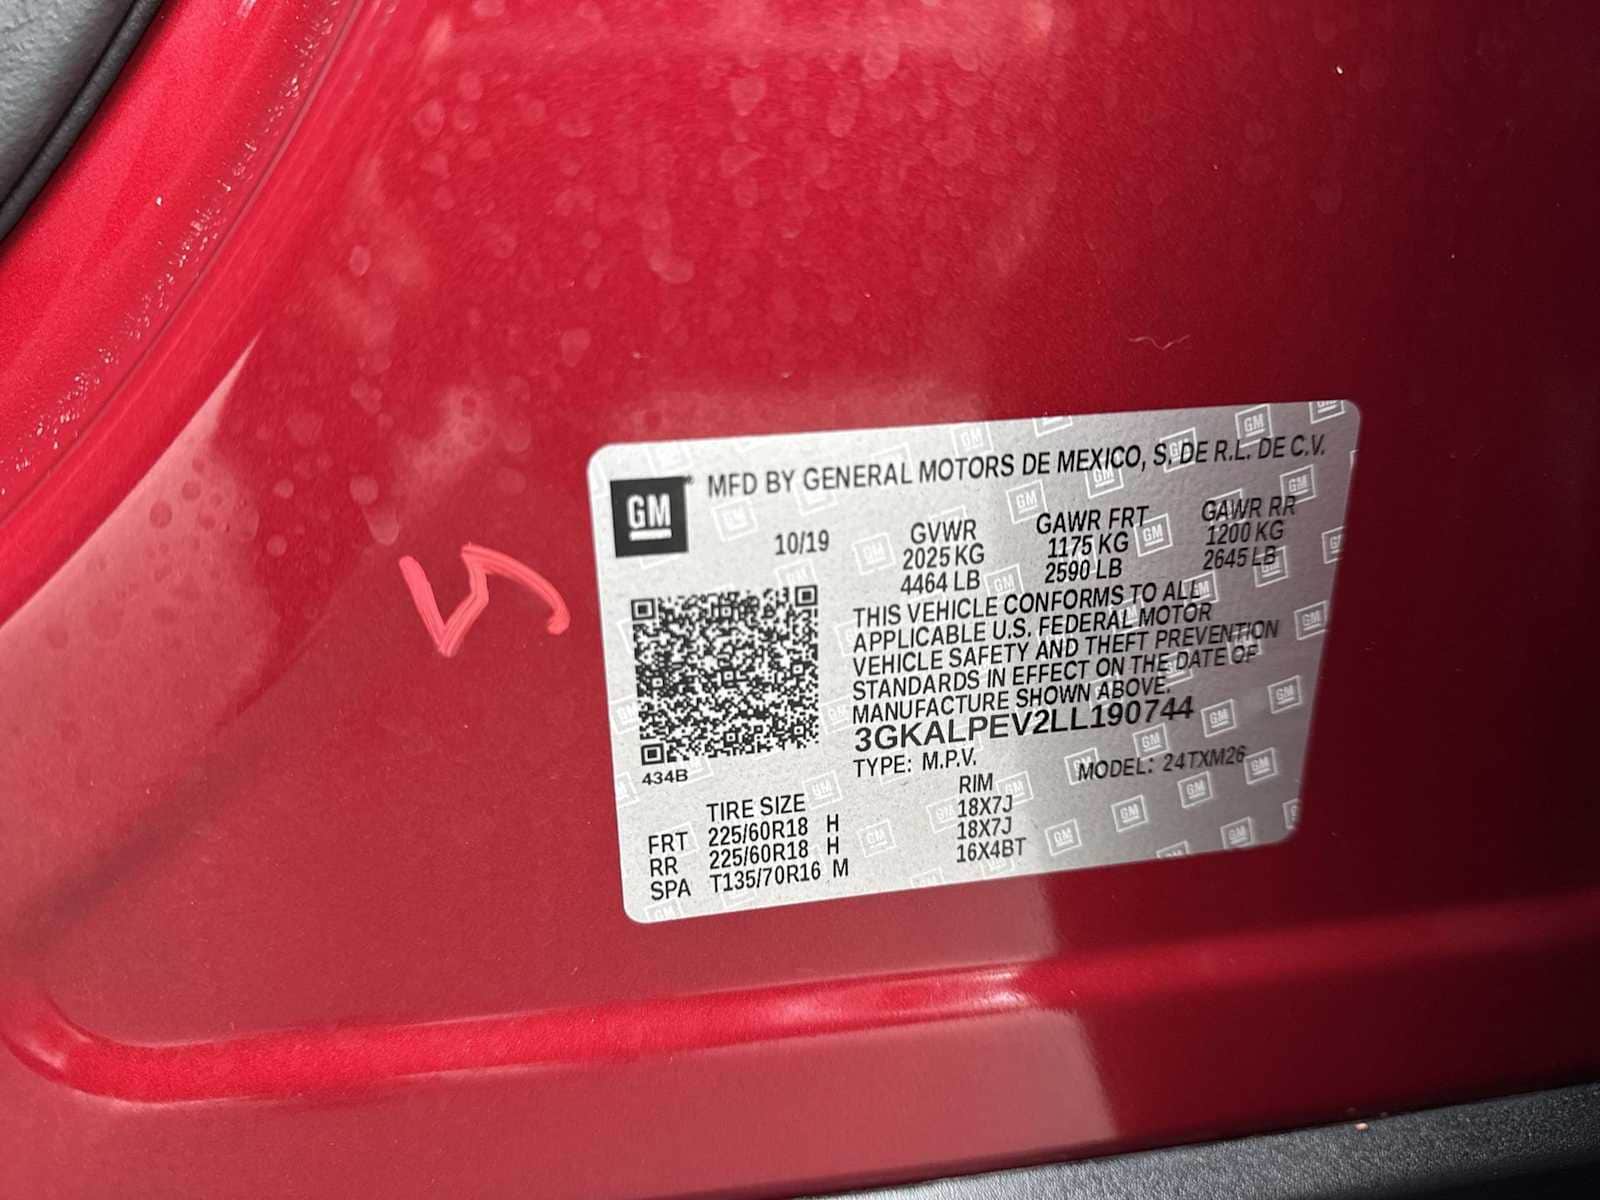 GM MFD BY GENERAL MOTORS DE MEXICO, S. DE R.L. DE C.V.
10/19 GVWR GAWR FRT GAWR RR
2025 KG 1175 KG 1200 KG
4464 LB 2590 LB 2645 LB
THIS VEHICLE CONFORMS TO ALL
APPLICABLE U.S. FEDERAL MOTOR
VEHICLE SAFETY AND THEFT PREVENTION
STANDARDS IN EFFECT ON THE DATE OF
MANUFACTURE SHOWN ABOVE.
3GKALPEV2LL190744
TYPE: M.P.V. MODEL: 24TXM26
434B
TIRE SIZE RIM
FRT 225/60R18 H 18X7J
RR 225/60R18 H 18X7J
SPA T135/70R16 M 16X4BT